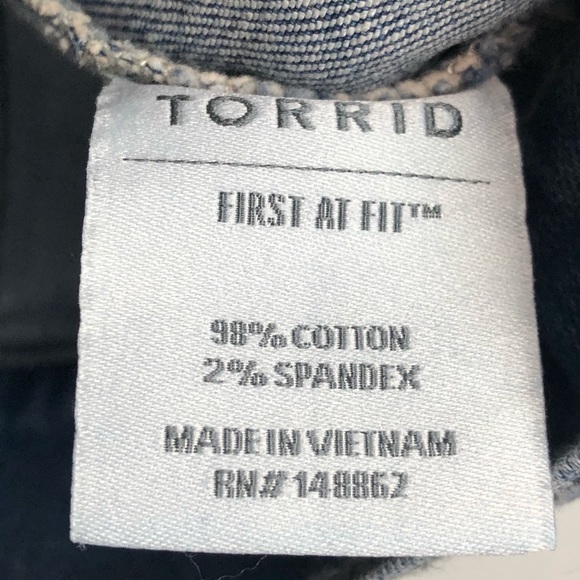 TORRID
FIRST AT FIT™
98% COTTON
2% SPANDEX
MADE IN VIETNAM
RN# 148862